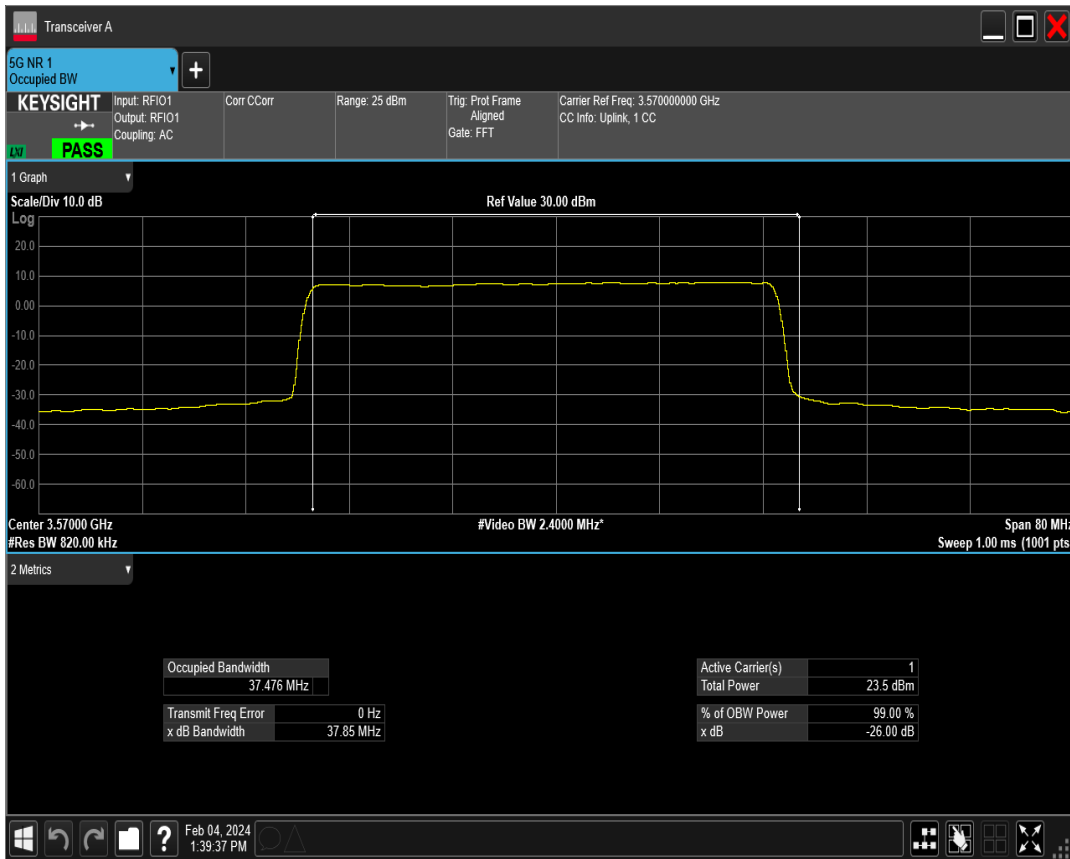 Transceiver A
5G NR 1
Occupied BW
KEYSIGHT
LXI
PASS
Input: RFIO1
Output: RFIO1
Coupling: AC
Corr CCorr
Range: 25 dBm
Trig: Prot Frame
Aligned
Gate: FFT
Carrier Ref Freq: 3.570000000 GHz
CC Info: Uplink, 1 CC
1 Graph
Scale/Div 10.0 dB
Ref Value 30.00 dBm
Log
20.0
10.0
0.00
-10.0
-20.0
-30.0
-40.0
-50.0
-60.0
Center 3.57000 GHz
#Video BW 2.4000 MHz*
Span 80 MHz
#Res BW 820.00 kHz
Sweep 1.00 ms (1001 pts
2 Metrics
Occupied Bandwidth
37.476 MHz
Transmit Freq Error 0 Hz
x dB Bandwidth 37.85 MHz
Active Carrier(s) 1
Total Power 23.5 dBm
% of OBW Power 99.00 %
x dB -26.00 dB
?
Feb 04, 2024
1:39:37 PM